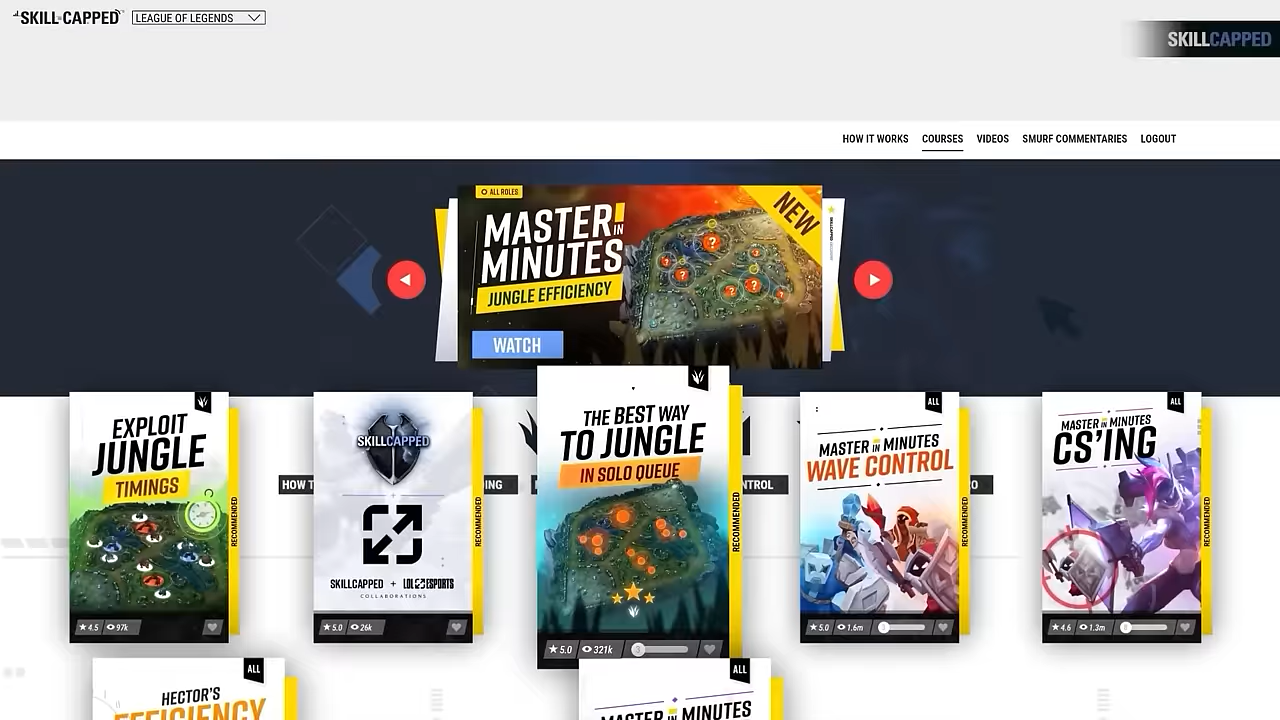 SKILL-CAPPED
LEAGUE OF LEGENDS
SKILLCAPPED
HOW IT WORKS
COURSES
VIDEOS
SMURF COMMENTARIES
LOGOUT
ALL ROLES
MASTER!
IN
MINUTES
JUNGLE EFFICIENCY
NEW
WATCH
EXPLOIT
JUNGLE
TIMINGS
RECOMMENDED
4.5
97k
HOW T
SKILLCAPPED
SKILLCAPPED + LOL ESPORTS
COLLABORATIONS
RECOMMENDED
5.0
26k
ING
THE BEST WAY
TO JUNGLE
IN SOLO QUEUE
RECOMMENDED
5.0
321k
3
NTROL
ALL
MASTER IN MINUTES
WAVE CONTROL
RECOMMENDED
5.0
1.6m
ALL
MASTER IN MINUTES
CS'ING
RECOMMENDED
4.6
1.3m
ALL
HECTOR'S
EFFICIENCY
ALL
MASTER IN MINUTES